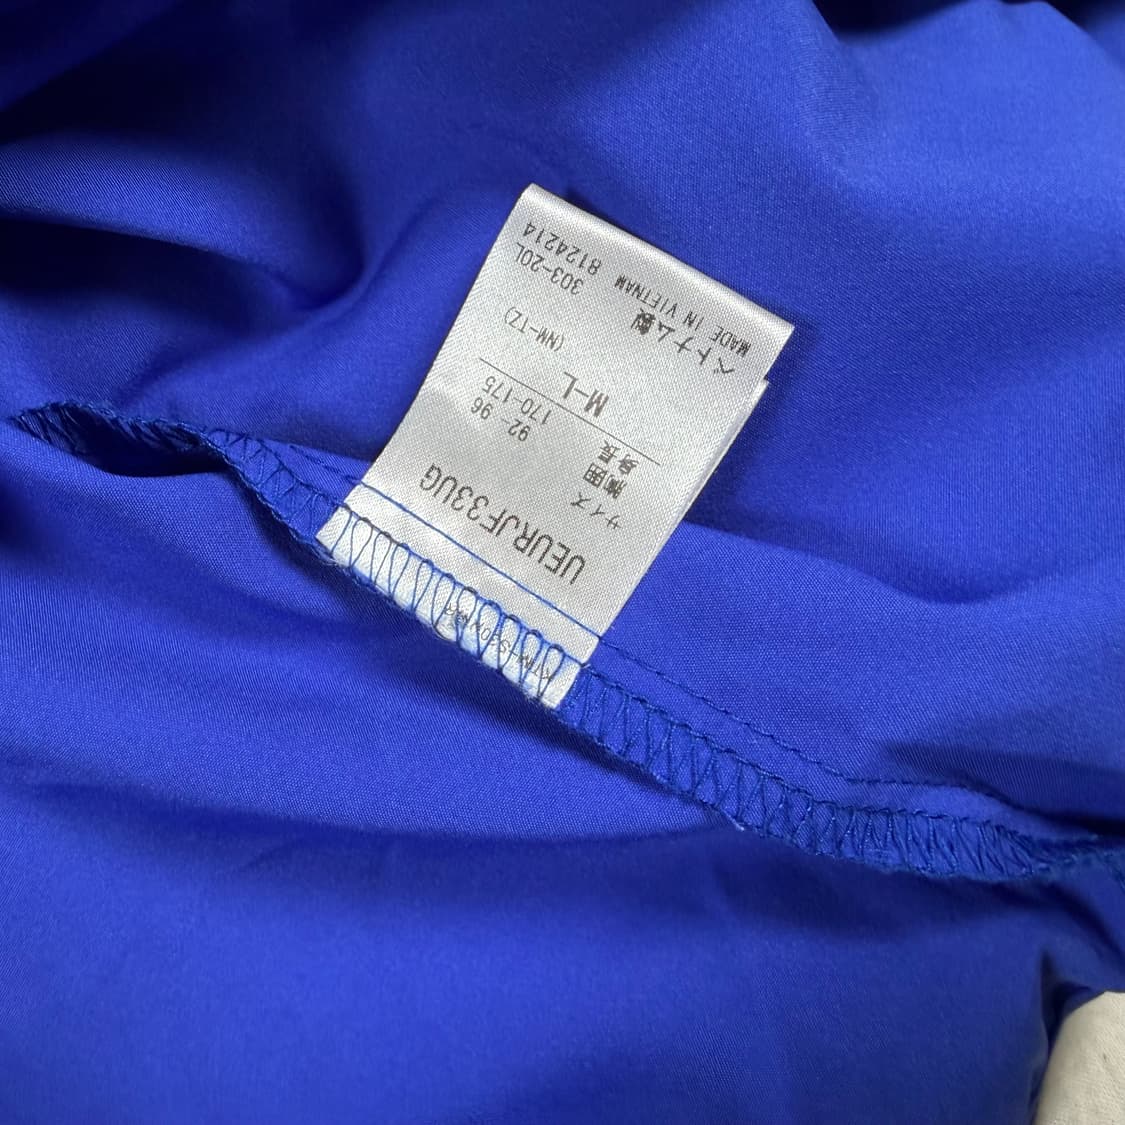 UEURJF33UG
サイズ
胸囲 92-96
身長 170-175
M-L
(NM-TZ)
303-20L
ベトナム製
MADE IN VIETNAM 8124214